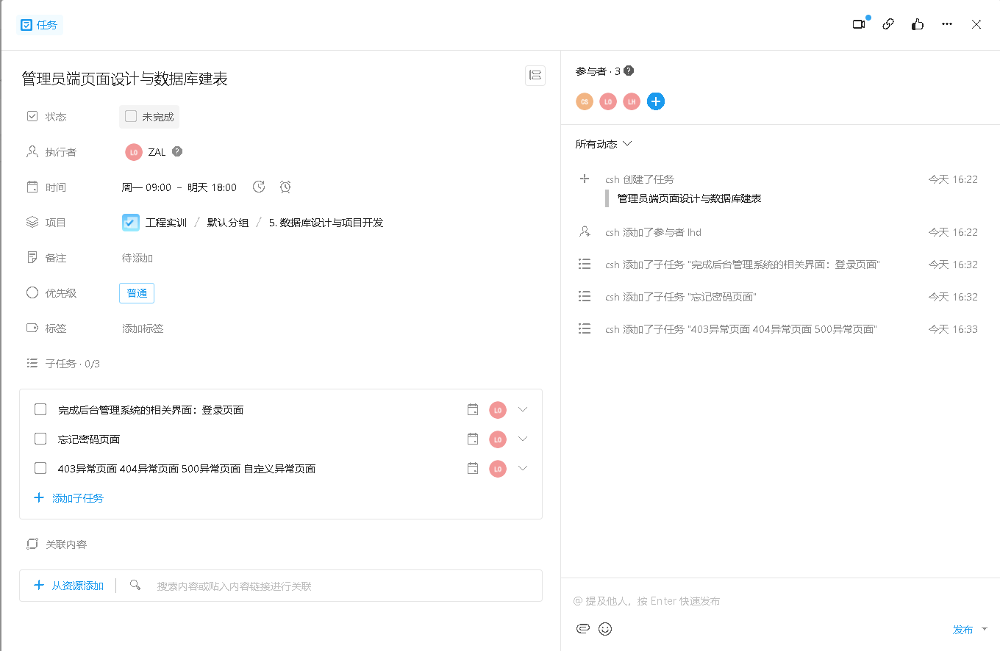 任务
管理员端页面设计与数据库建表
状态 未完成
执行者 LO ZAL
时间 周一 09:00 – 明天 18:00
项目 工程实训 / 默认分组 / 5. 数据库设计与项目开发
备注 待添加
优先级 普通
标签 添加标签
子任务 · 0/3
完成后台管理系统的相关界面：登录页面 LO
忘记密码页面 LO
403异常页面 404异常页面 500异常页面 自定义异常页面 LO
添加子任务
关联内容
从资源添加 搜索内容或贴入内容链接进行关联
参与者 · 3
CS LO LH
所有动态
csh 创建了任务 今天 16:22
管理员端页面设计与数据库建表
csh 添加了参与者 lhd 今天 16:22
csh 添加了子任务 "完成后台管理系统的相关界面：登录页面" 今天 16:32
csh 添加了子任务 "忘记密码页面" 今天 16:32
csh 添加了子任务 "403异常页面 404异常页面 500异常页面" 今天 16:33
@ 提及他人，按 Enter 快速发布
发布